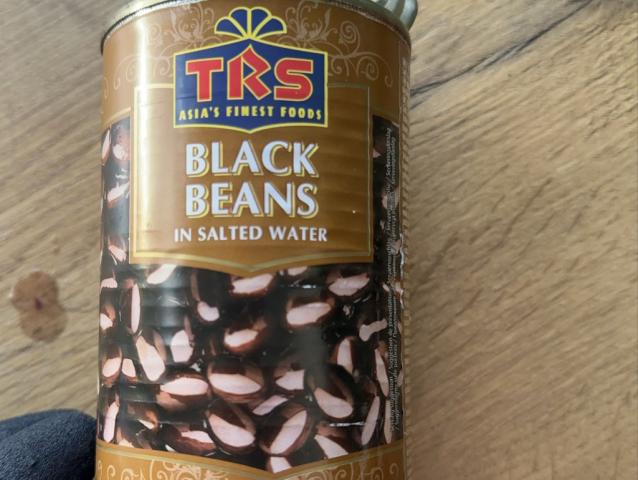 TRS
ASIA'S FINEST FOODS
BLACK
BEANS
IN SALTED WATER